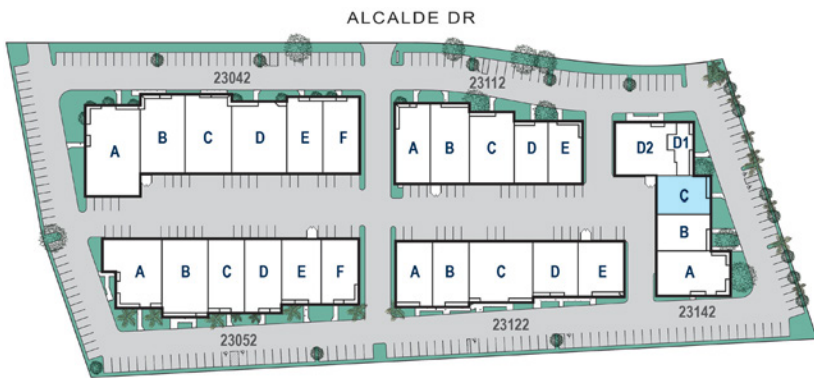 ALCALDE DR
23042
23112
A B C D E F
A B C D E
D2 D1
C
B
A
A B C D E F
A B C D E
23052
23122
23142